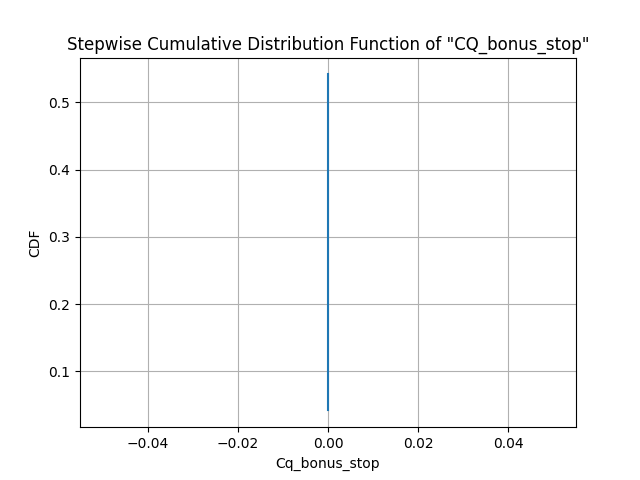 Stepwise Cumulative Distribution Function of "CQ_bonus_stop"
0.5
0.4
0.3
0.2
0.1
CDF
−0.04 −0.02 0.00 0.02 0.04
Cq_bonus_stop